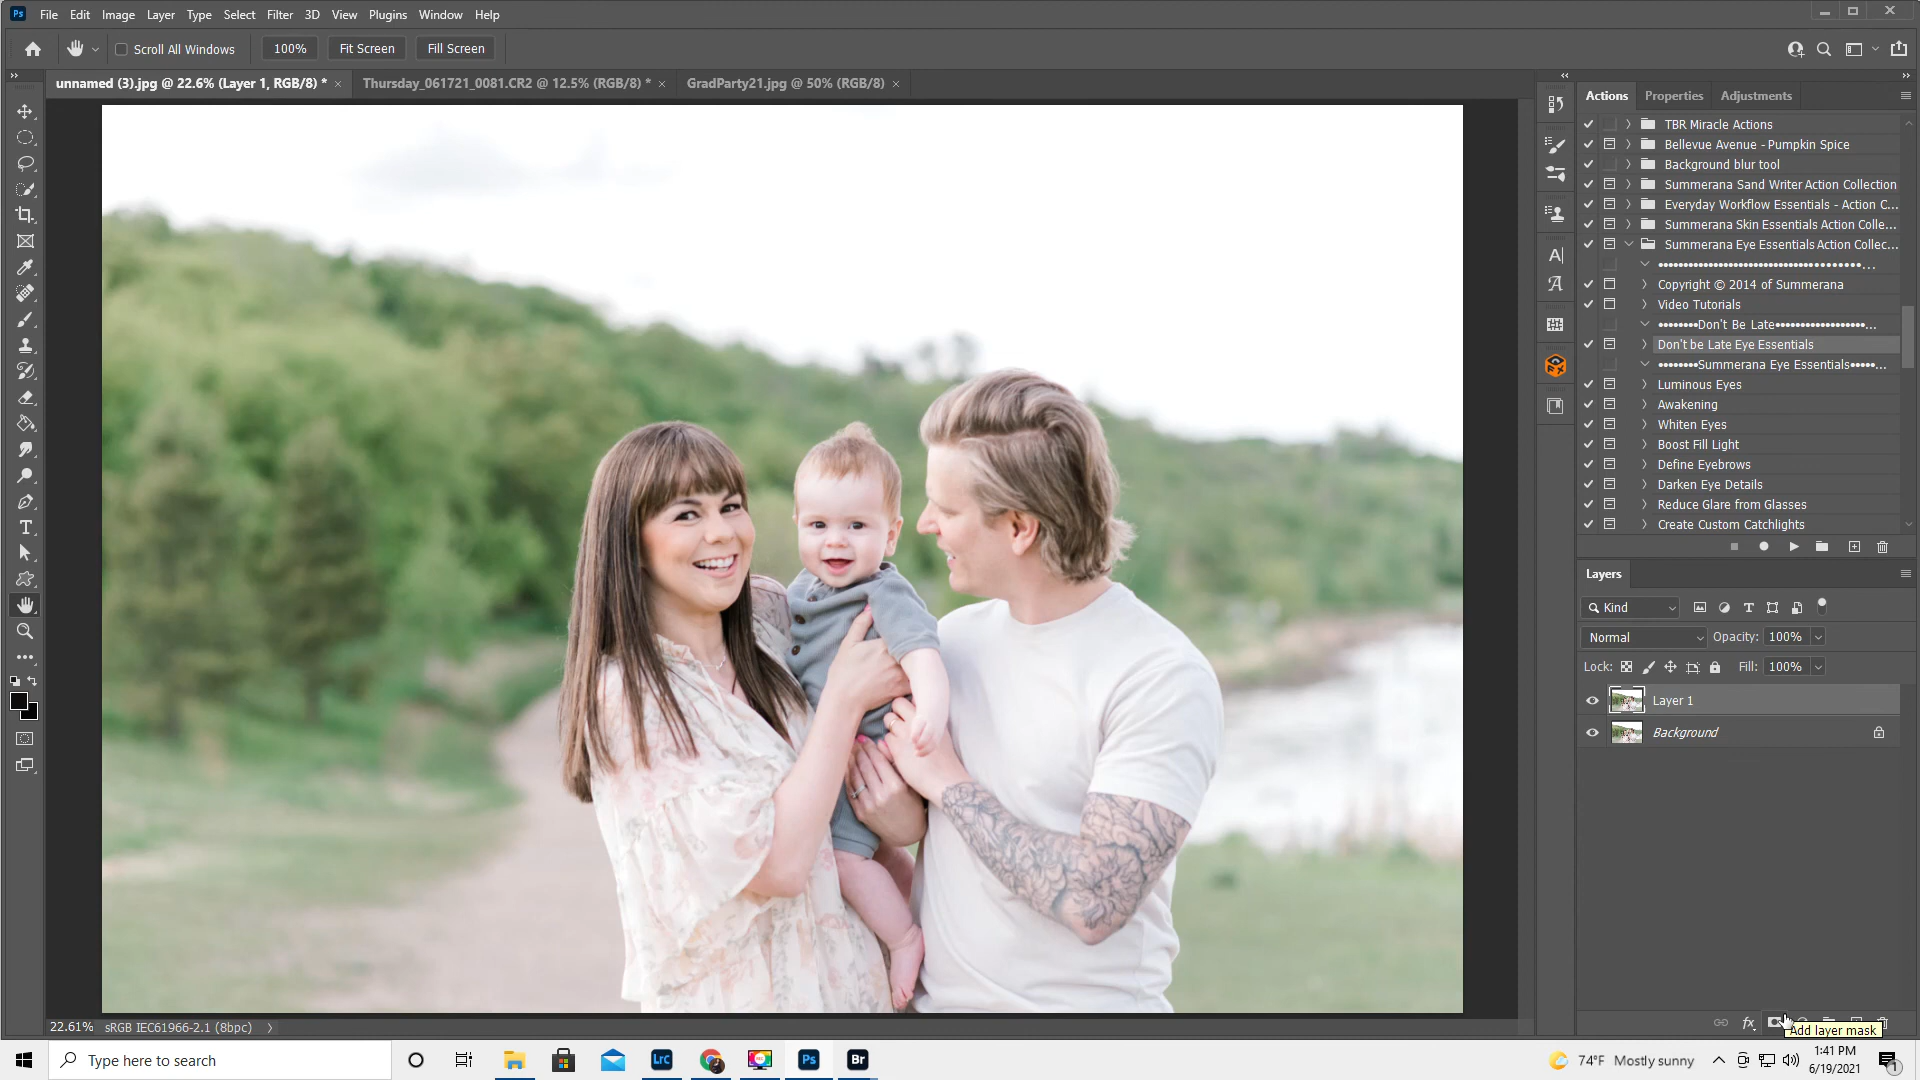 Ps File Edit Image Layer Type Select Filter 3D View Plugins Window Help
Scroll All Windows 100% Fit Screen Fill Screen
unnamed (3).jpg @ 22.6% (Layer 1, RGB/8) * × Thursday_061721_0081.CR2 @ 12.5% (RGB/8) * × GradParty21.jpg @ 50% (RGB/8) ×
Actions Properties Adjustments
TBR Miracle Actions
Bellevue Avenue - Pumpkin Spice
Background blur tool
Summerana Sand Writer Action Collection
Everyday Workflow Essentials - Action C...
Summerana Skin Essentials Action Colle...
Summerana Eye Essentials Action Collec...
Copyright © 2014 of Summerana
Video Tutorials
••••••••Don't Be Late••••••••••••••••••...
Don't be Late Eye Essentials
••••••••Summerana Eye Essentials•••••...
Luminous Eyes
Awakening
Whiten Eyes
Boost Fill Light
Define Eyebrows
Darken Eye Details
Reduce Glare from Glasses
Create Custom Catchlights
Layers
Kind
Normal Opacity: 100%
Lock: Fill: 100%
Layer 1
Background
fx
Add layer mask
22.61% sRGB IEC61966-2.1 (8bpc)
Type here to search
LrC Ps Br
74°F Mostly sunny
1:41 PM
6/19/2021
1